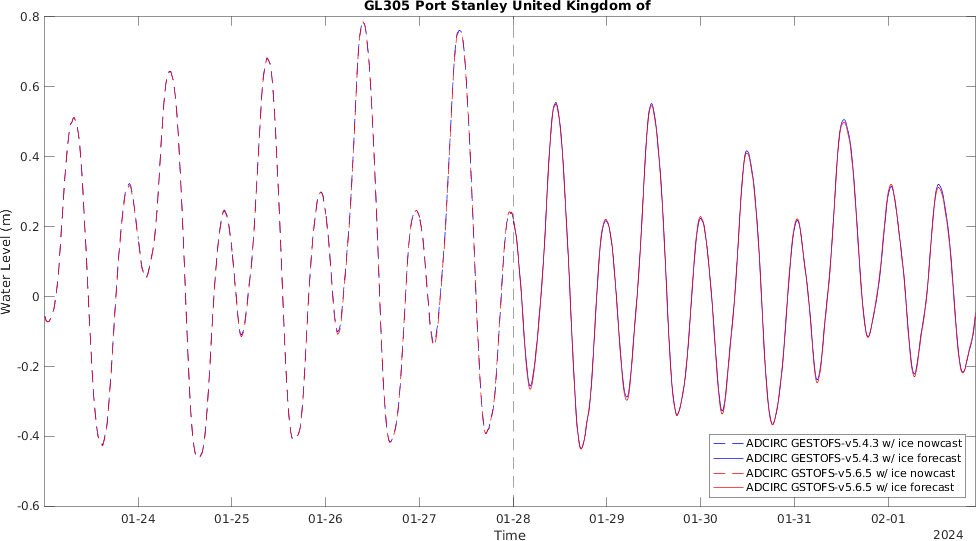 GL305 Port Stanley United Kingdom of
0.8
0.6
0.4
0.2
0
-0.2
-0.4
-0.6
Water Level (m)
01-24 01-25 01-26 01-27 01-28 01-29 01-30 01-31 02-01
Time
2024
ADCIRC GESTOFS-v5.4.3 w/ ice nowcast
ADCIRC GESTOFS-v5.4.3 w/ ice forecast
ADCIRC GSTOFS-v5.6.5 w/ ice nowcast
ADCIRC GSTOFS-v5.6.5 w/ ice forecast